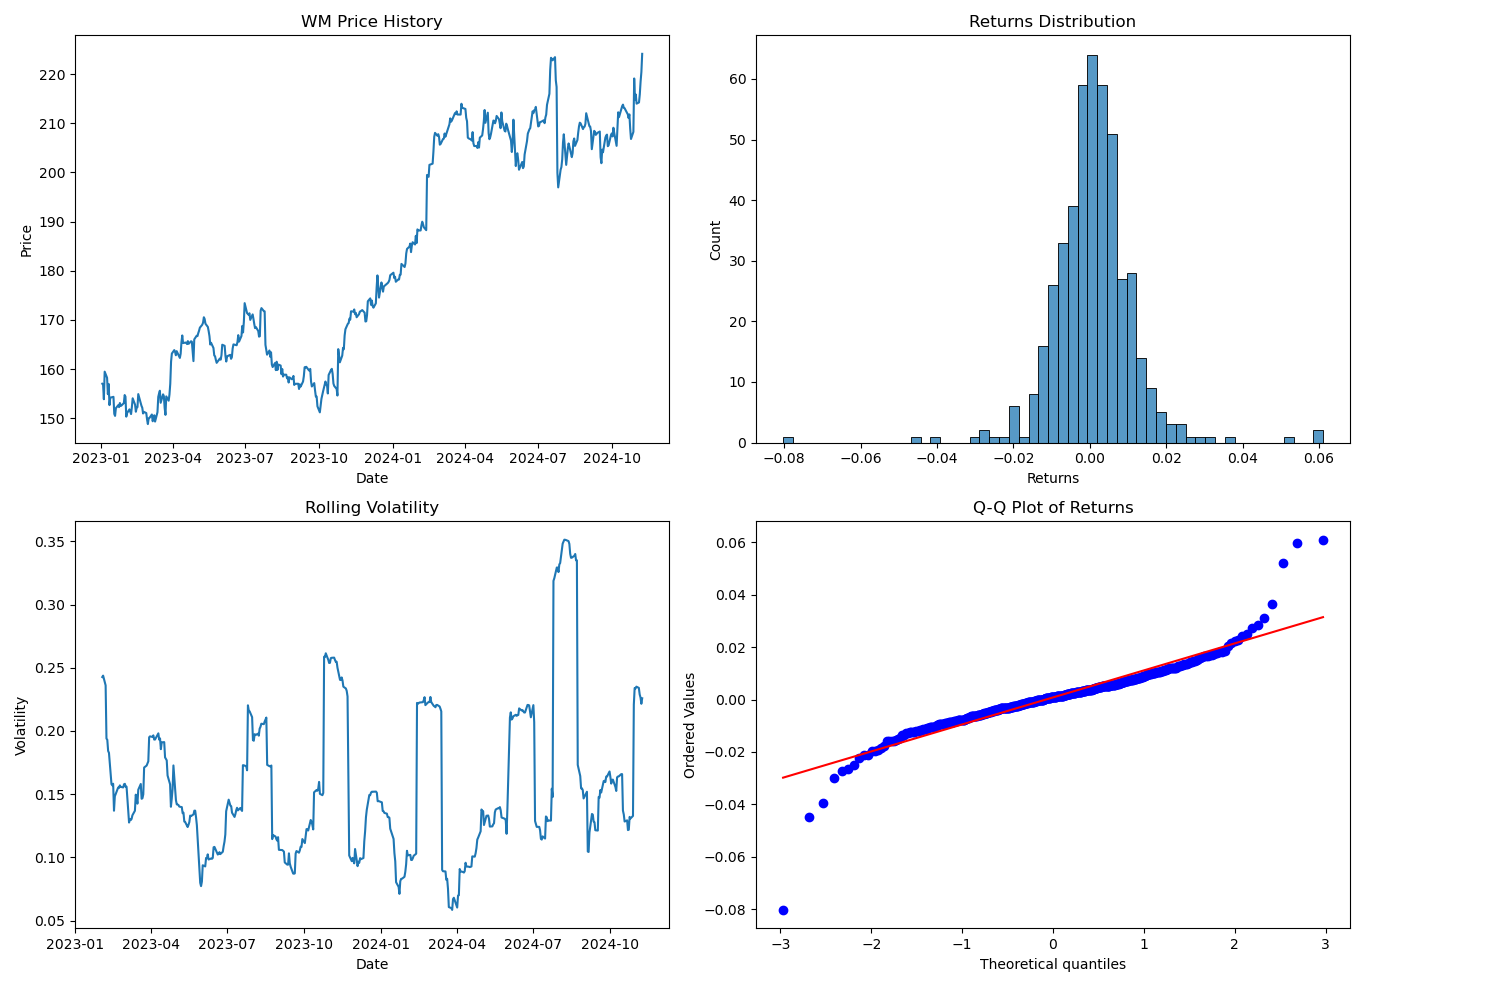 WM Price History
220
210
200
190
180
170
160
150
Price
2023-01 2023-04 2023-07 2023-10 2024-01 2024-04 2024-07 2024-10
Date
Returns Distribution
60
50
40
30
20
10
0
Count
−0.08 −0.06 −0.04 −0.02 0.00 0.02 0.04 0.06
Returns
Rolling Volatility
0.35
0.30
0.25
0.20
0.15
0.10
0.05
Volatility
2023-01 2023-04 2023-07 2023-10 2024-01 2024-04 2024-07 2024-10
Date
Q-Q Plot of Returns
0.06
0.04
0.02
0.00
−0.02
−0.04
−0.06
−0.08
Ordered Values
−3 −2 −1 0 1 2 3
Theoretical quantiles